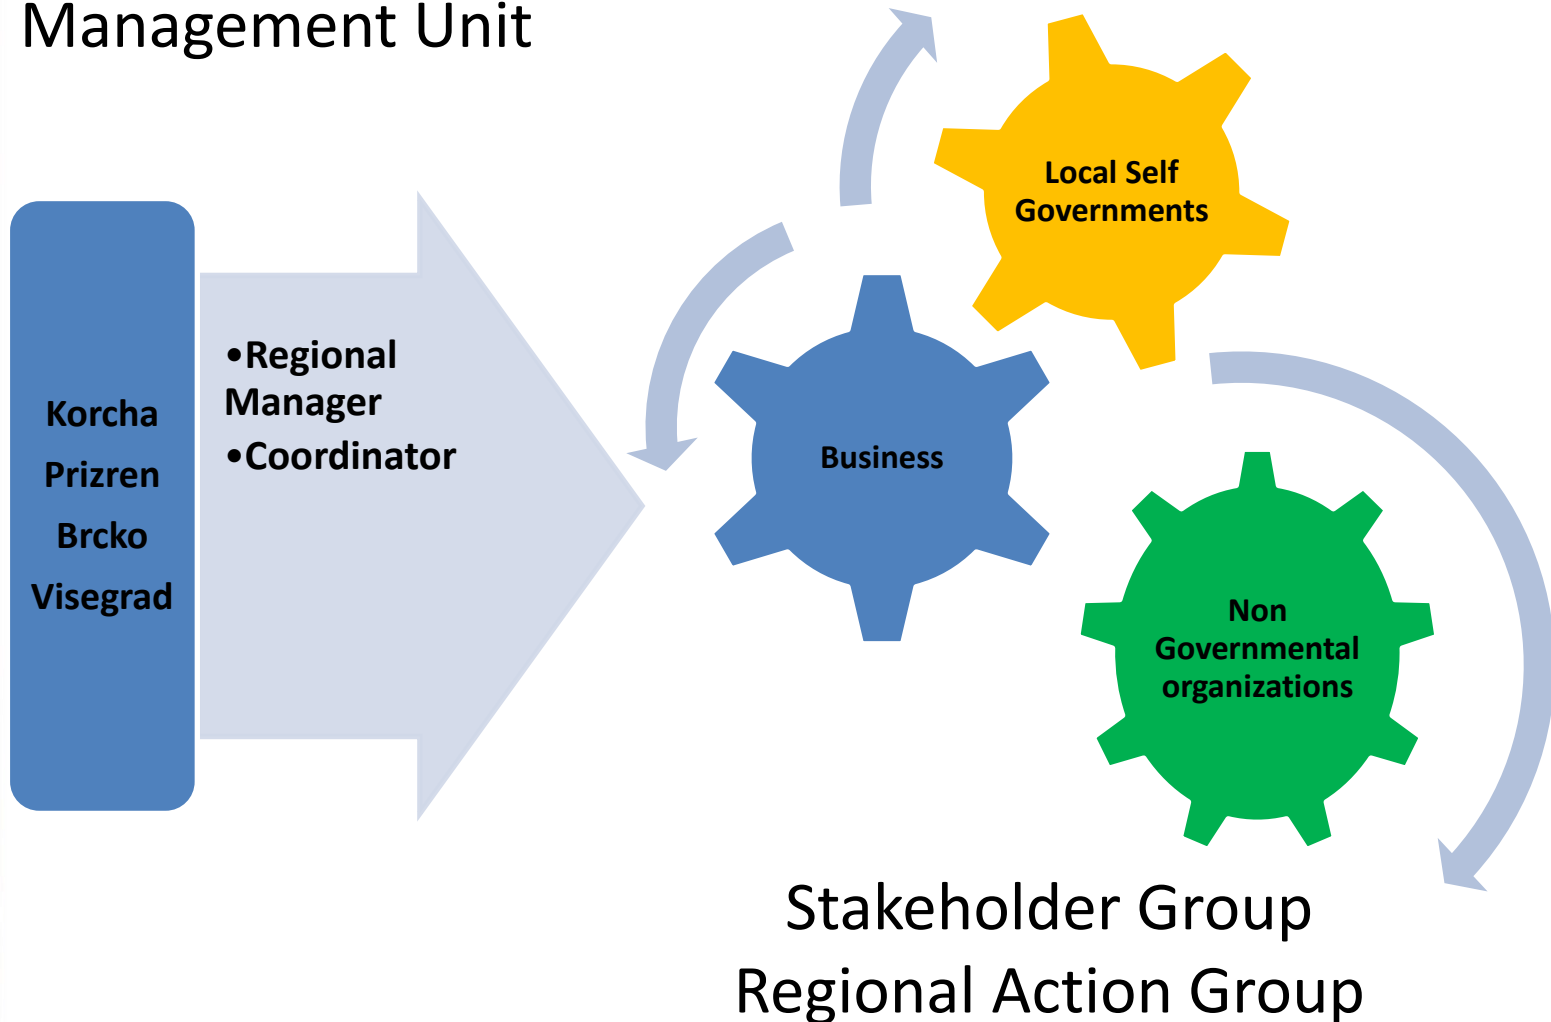 Management Unit
Korcha
Prizren
Brcko
Visegrad
•Regional
Manager
•Coordinator
Local Self
Governments
Business
Non
Governmental
organizations
Stakeholder Group
Regional Action Group